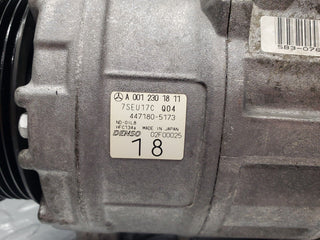 A 001 230 18 11
7SEU17C Q04
447180-5173
ND-OIL8
HFC134a MADE IN JAPAN
DENSO 02F00025
18